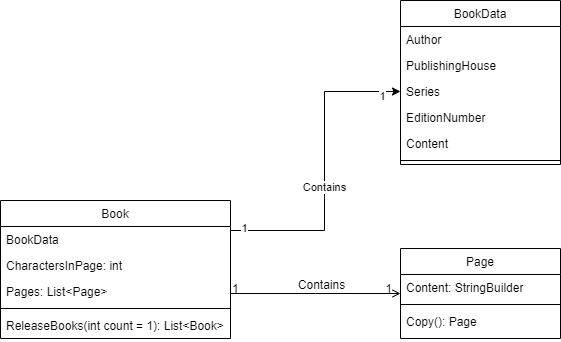 BookData
Author
PublishingHouse
Series
EditionNumber
Content
1
Contains
1
Book
BookData
CharactersInPage: int
Pages: List<Page>
ReleaseBooks(int count = 1): List<Book>
1
Contains
1
Page
Content: StringBuilder
Copy(): Page